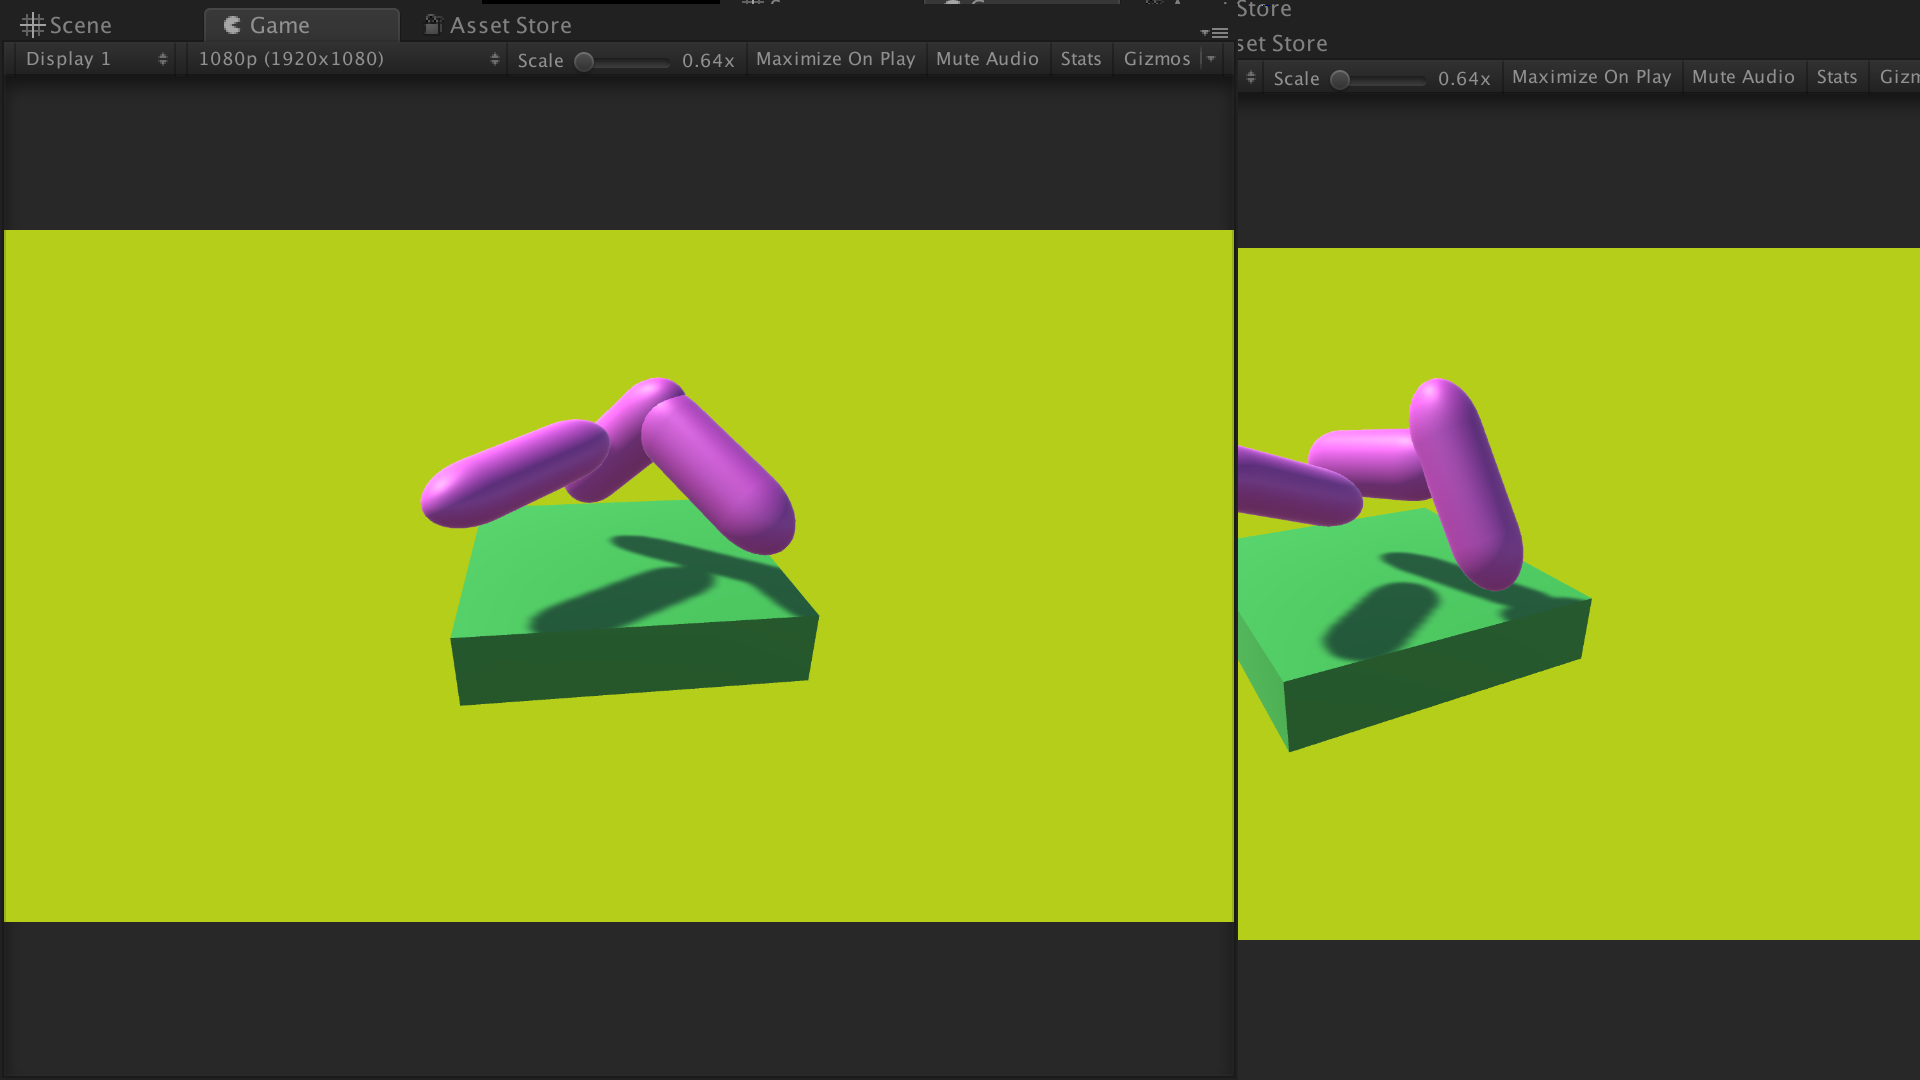 Store
Scene
Game
Asset Store
set Store
Display 1
1080p (1920x1080)
Scale
0.64x
Maximize On Play
Mute Audio
Stats
Gizmos
Scale
0.64x
Maximize On Play
Mute Audio
Stats
Gizm